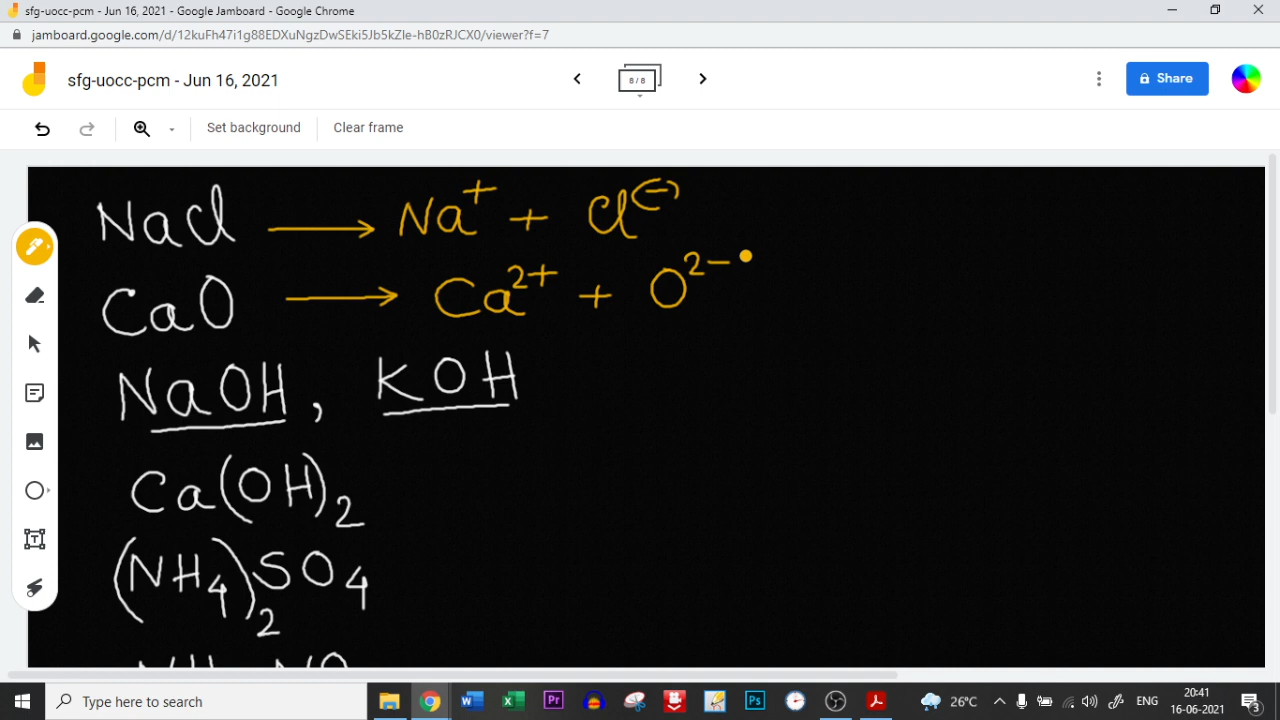 sfg-uocc-pcm - Jun 16, 2021 - Google Jamboard - Google Chrome
jamboard.google.com/d/12kuFh47i1g88EDXuNgzDwSEki5Jb5kZle-hB0zRJCX0/viewer?f=7
sfg-uocc-pcm - Jun 16, 2021
8 / 8
Share
Set background
Clear frame
NaCl → Na⁺ + Cl⁽⁻⁾
CaO → Ca²⁺ + O²⁻
NaOH, KOH
Ca(OH)₂
(NH₄)₂SO₄
Type here to search
26°C
ENG
20:41
16-06-2021
3